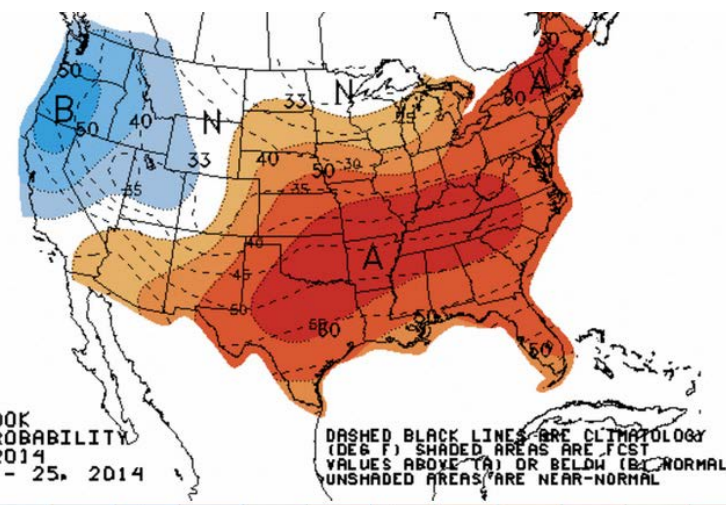 50
B
50
40
N
33
35
33
N
40
50
30
35
35
40
45
50
A
60
50
50
50
A
60
30
OOK
ROBABILITY
2014
- 25, 2014
DASHED BLACK LINES ARE CLIMATOLOGY
(DEG F) SHADED AREAS ARE FCST
VALUES ABOVE (A) OR BELOW (B) NORMAL
UNSHADED AREAS ARE NEAR-NORMAL